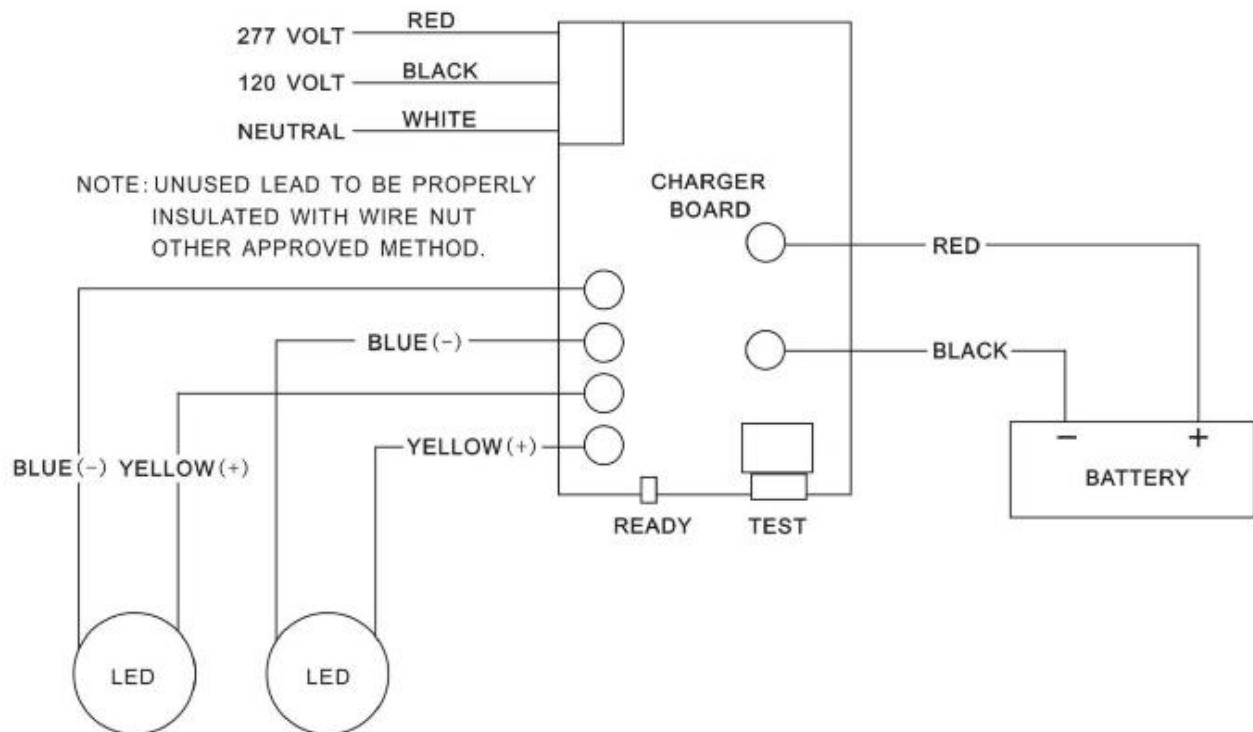 277 VOLT
RED
120 VOLT
BLACK
NEUTRAL
WHITE
NOTE: UNUSED LEAD TO BE PROPERLY
INSULATED WITH WIRE NUT
OTHER APPROVED METHOD.
CHARGER
BOARD
RED
BLUE(-)
BLACK
YELLOW(+)
BLUE(-) YELLOW(+)
- +
BATTERY
READY
TEST
LED
LED